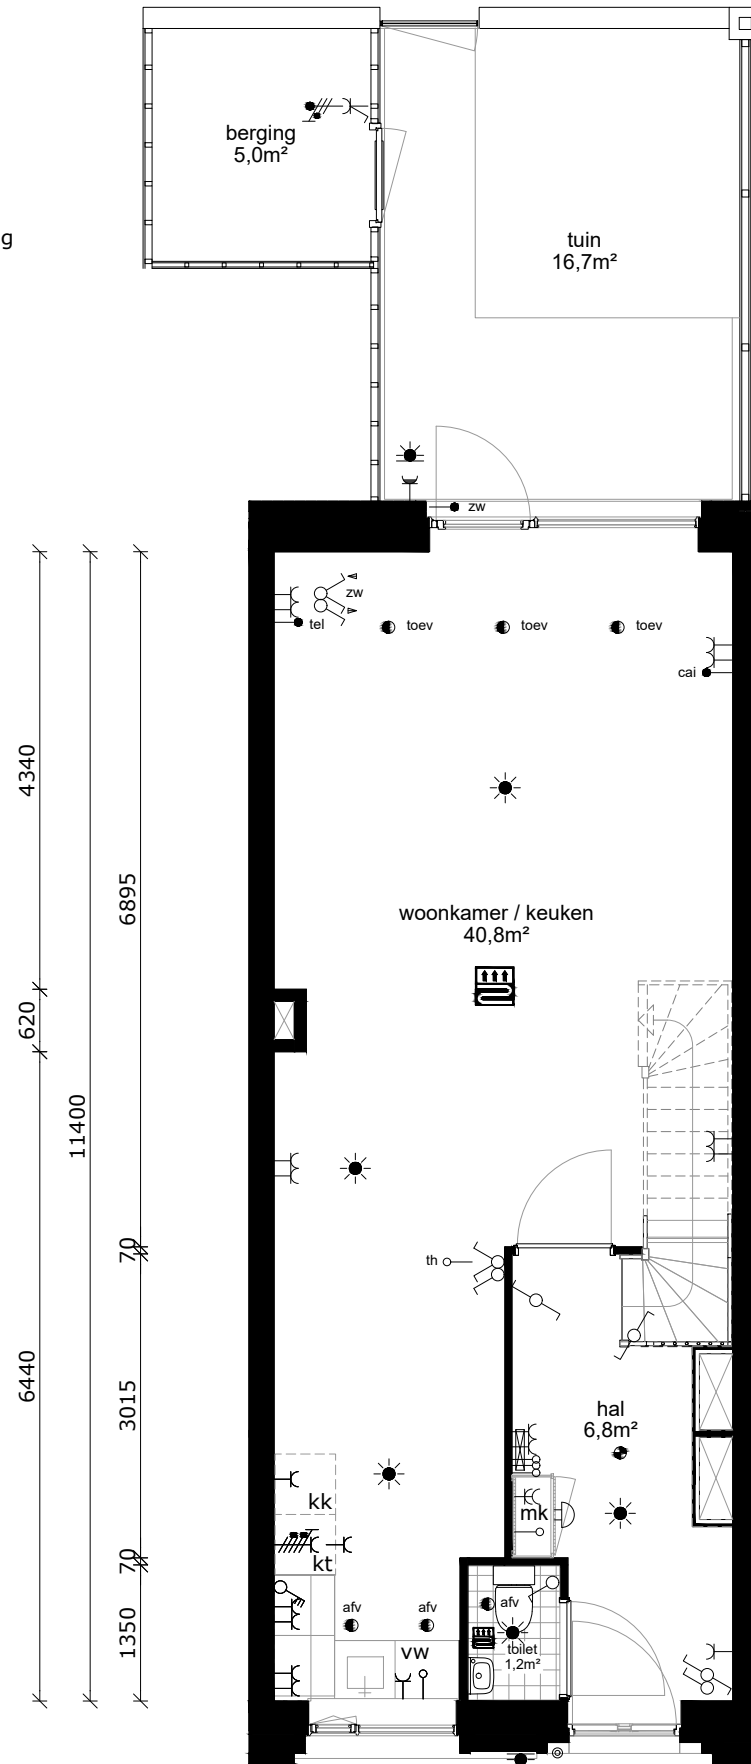 berging
5,0m²
g
tuin
16,7m²
zw
zw
tel
toev
toev
toev
cai
4340
6895
woonkamer / keuken
40,8m²
620
11400
70
th
6440
3015
hal
6,8m²
kk
mk
kt
70
afv
afv
afv
1350
vw
toilet
1,2m²